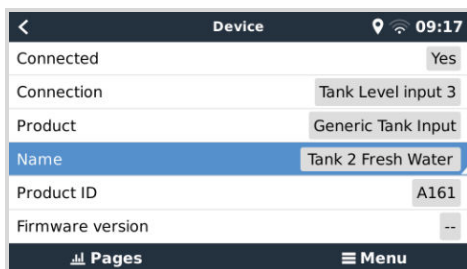 Device 09:17
Connected Yes
Connection Tank Level input 3
Product Generic Tank Input
Name Tank 2 Fresh Water
Product ID A161
Firmware version --
Pages Menu